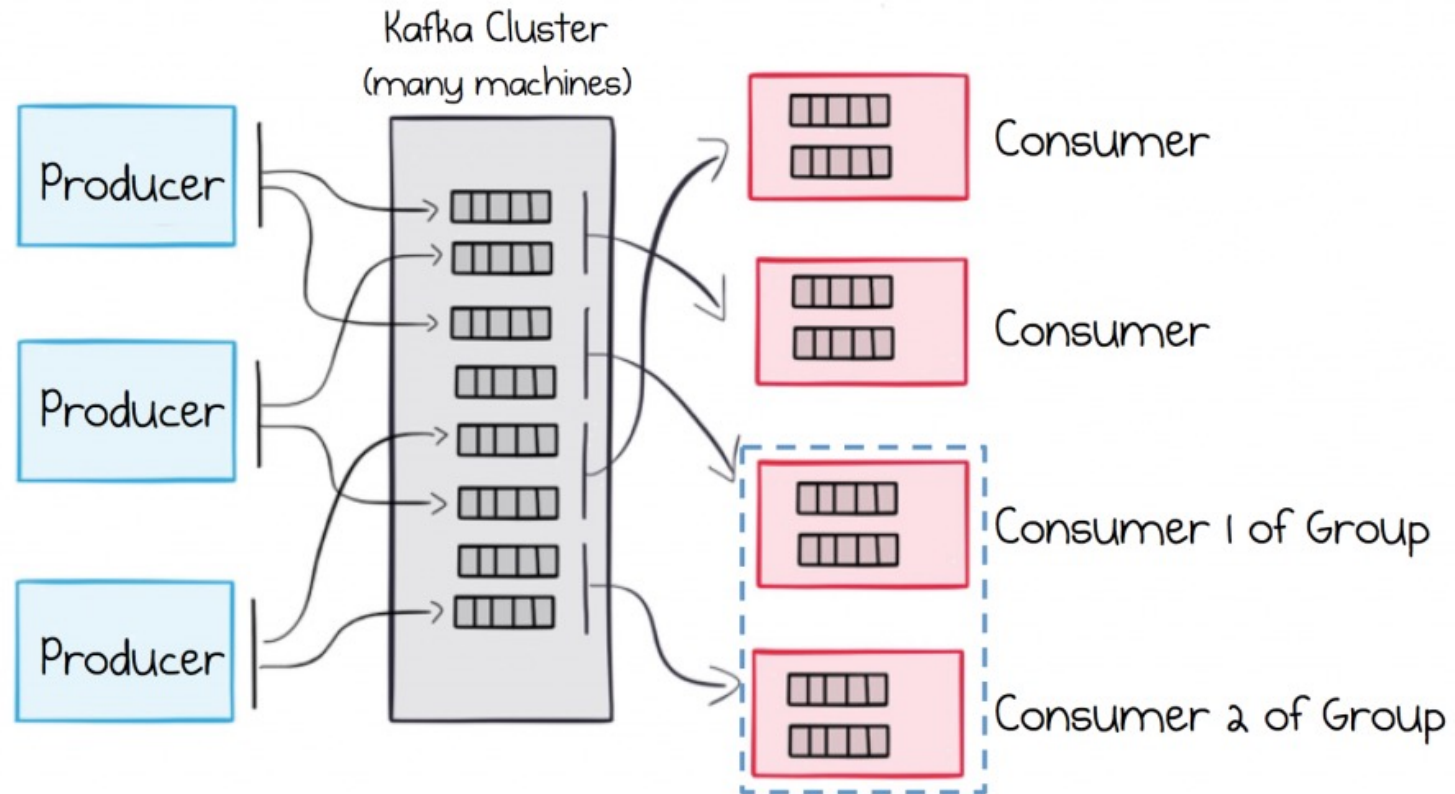 Kafka Cluster
(many machines)
Producer
Producer
Producer
Consumer
Consumer
Consumer 1 of Group
Consumer 2 of Group